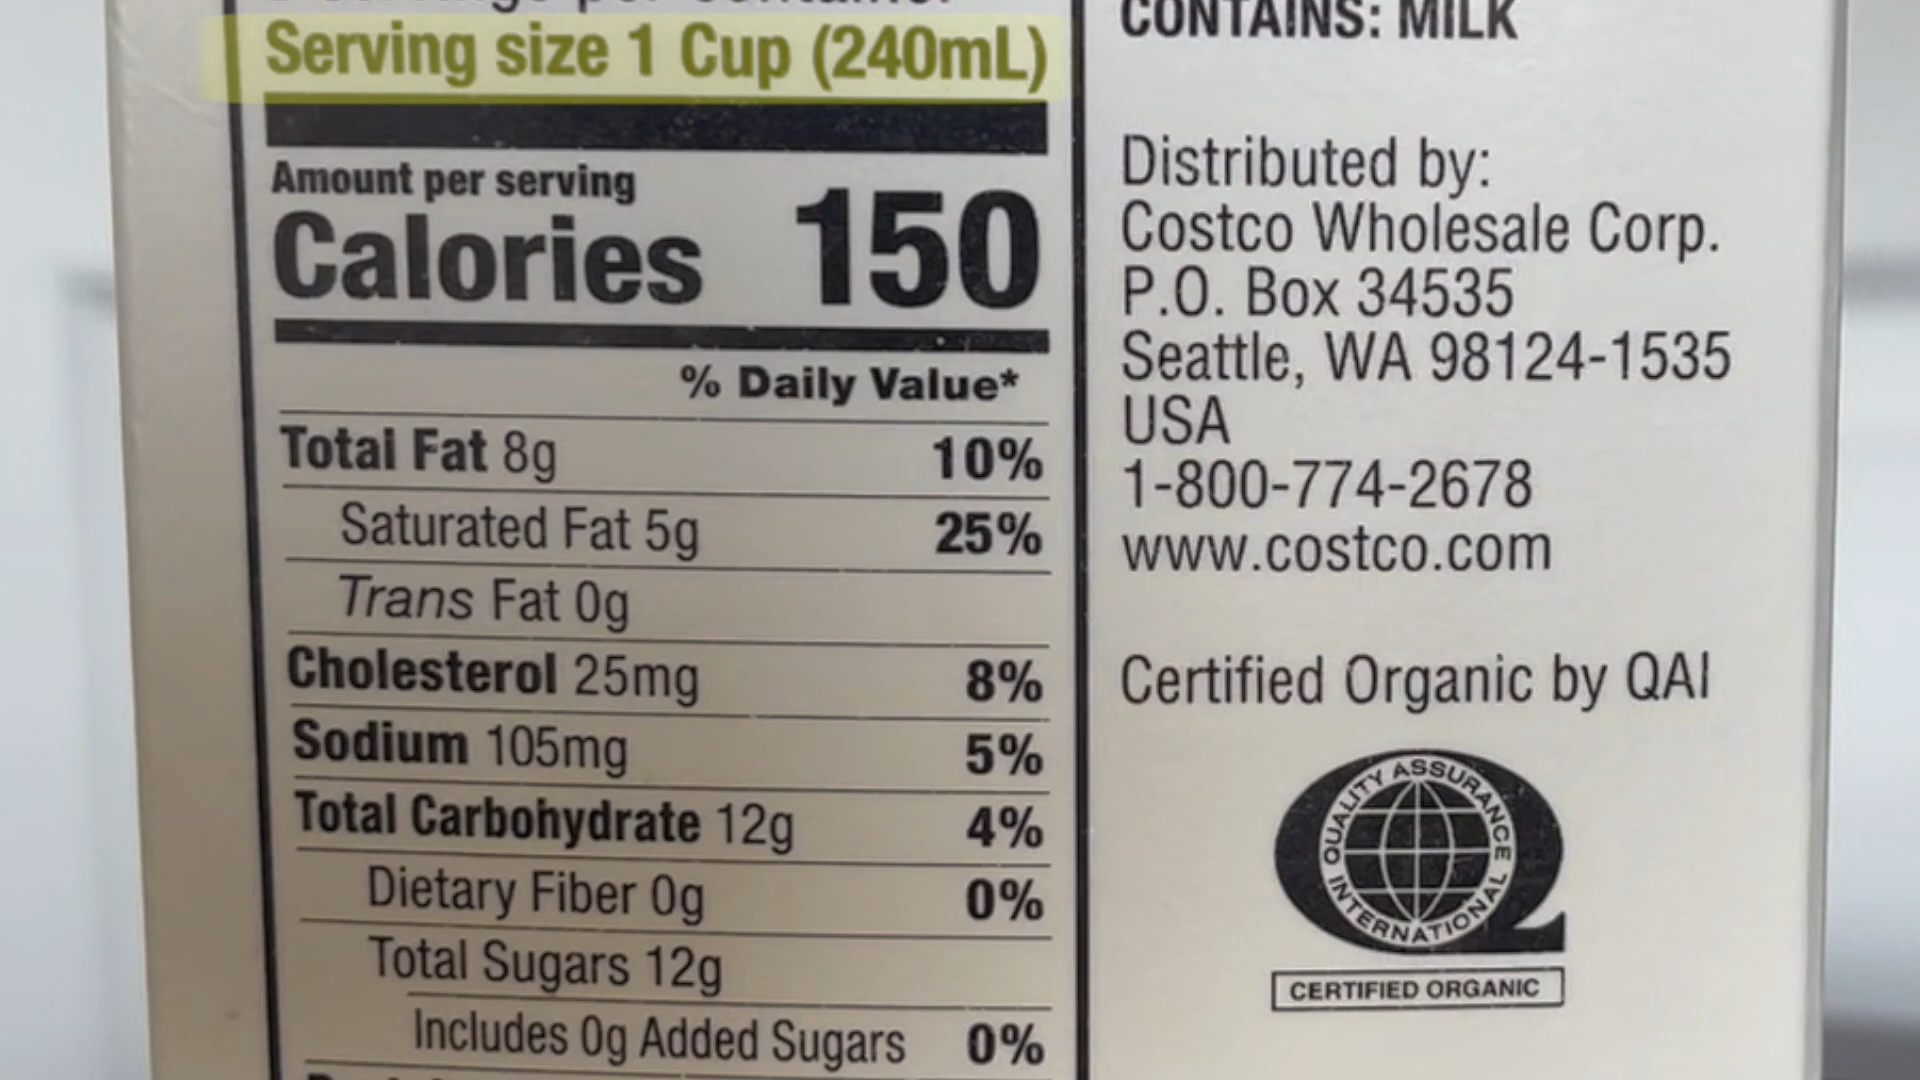 Serving size 1 Cup (240mL)
Amount per serving
Calories 150
% Daily Value*
Total Fat 8g 10%
Saturated Fat 5g 25%
Trans Fat 0g
Cholesterol 25mg 8%
Sodium 105mg 5%
Total Carbohydrate 12g 4%
Dietary Fiber 0g 0%
Total Sugars 12g
Includes 0g Added Sugars 0%
CONTAINS: MILK
Distributed by:
Costco Wholesale Corp.
P.O. Box 34535
Seattle, WA 98124-1535
USA
1-800-774-2678
www.costco.com
Certified Organic by QAI
QUALITY ASSURANCE
INTERNATIONAL
CERTIFIED ORGANIC